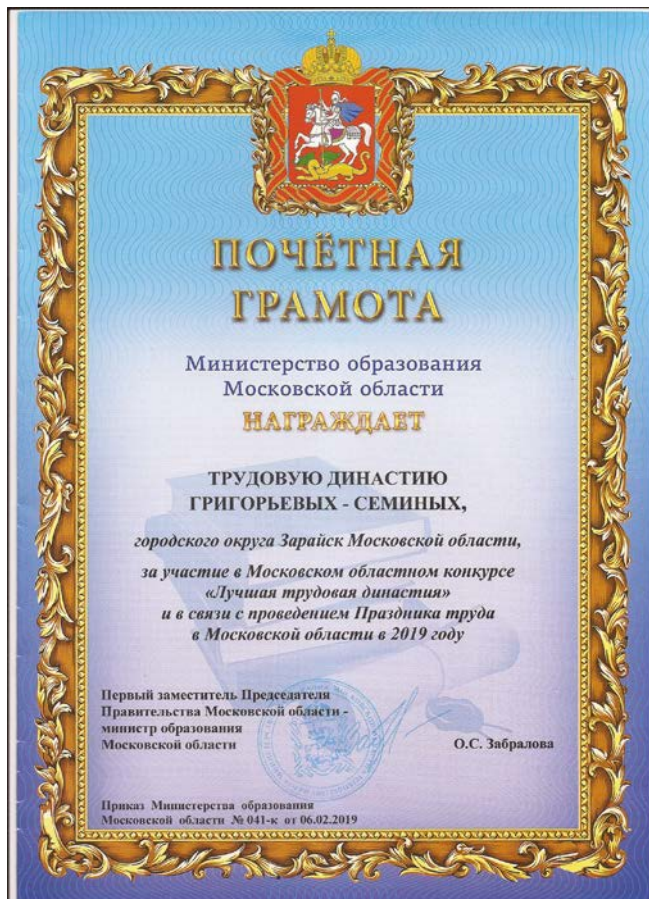 ПОЧЁТНАЯ
ГРАМОТА
Министерство образования
Московской области
НАГРАЖДАЕТ
ТРУДОВУЮ ДИНАСТИЮ
ГРИГОРЬЕВЫХ - СЕМИНЫХ,
городского округа Зарайск Московской области,
за участие в Московском областном конкурсе
«Лучшая трудовая династия»
и в связи с проведением Праздника труда
в Московской области в 2019 году
Первый заместитель Председателя
Правительства Московской области -
министр образования
Московской области
О.С. Забралова
Приказ Министерства образования
Московской области № 041-к от 06.02.2019